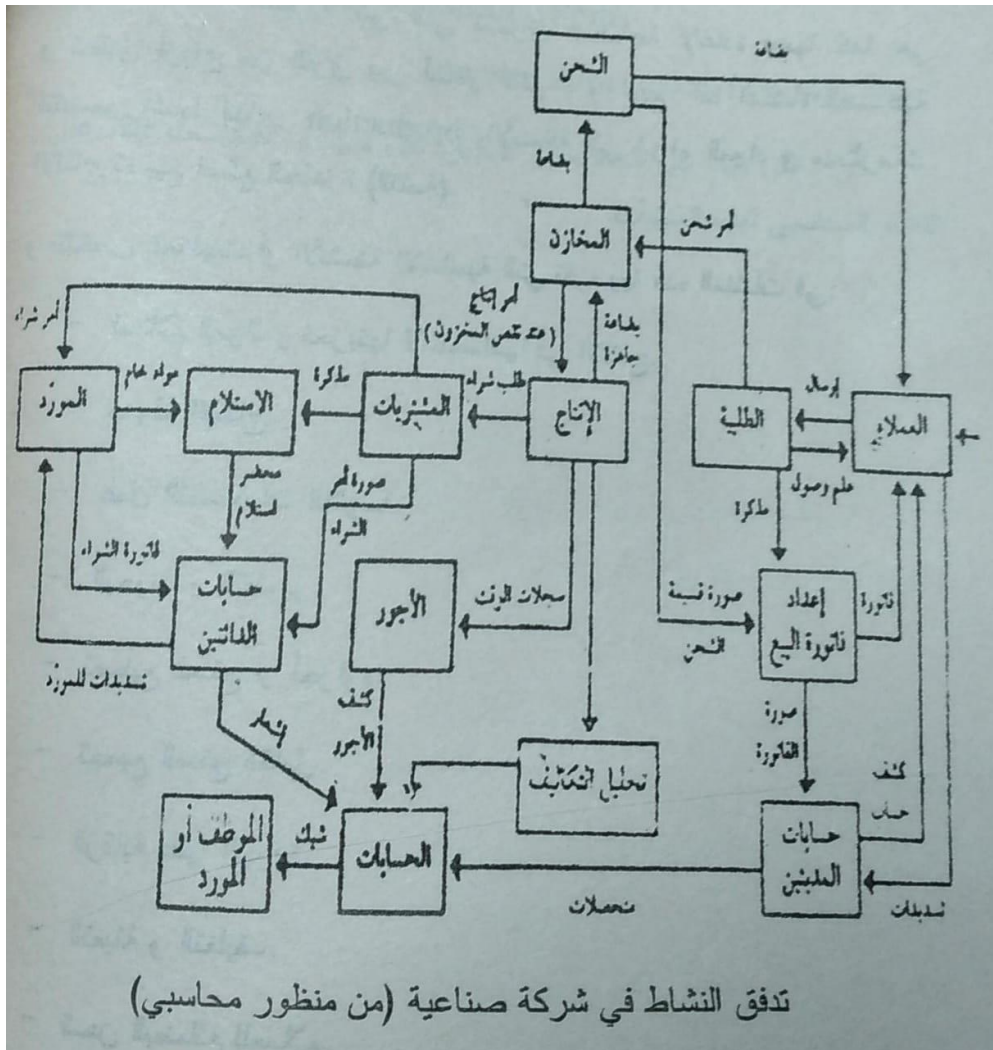 الشحن
بضاعة
بضاعة
المخازن
أمر شحن
أمر إنتاج
(عند نقص المخزون)
بضاعة
جاهزة
أمر شراء
المورد
مواد خام
الاستلام
مذكرة
المشتريات
طلب شراء
الإنتاج
الطلبية
إرسال
علم وصول
العملاء
محضر
استلام
صورة أمر
الشراء
مذكرة
فاتورة الشراء
حسابات
الدائنين
الأجور
سجلات الوقت
صورة قسيمة
الشحن
إعداد
فاتورة البيع
فاتورة
تسديدات للمورد
إشعار
كشف
الأجور
تحليل التكاليف
صورة
الفاتورة
كشف
حساب
الموظف أو
المورد
شيك
الحسابات
متحصلات
حسابات
المدينين
تسديدات
تدفق النشاط في شركة صناعية (من منظور محاسبي)